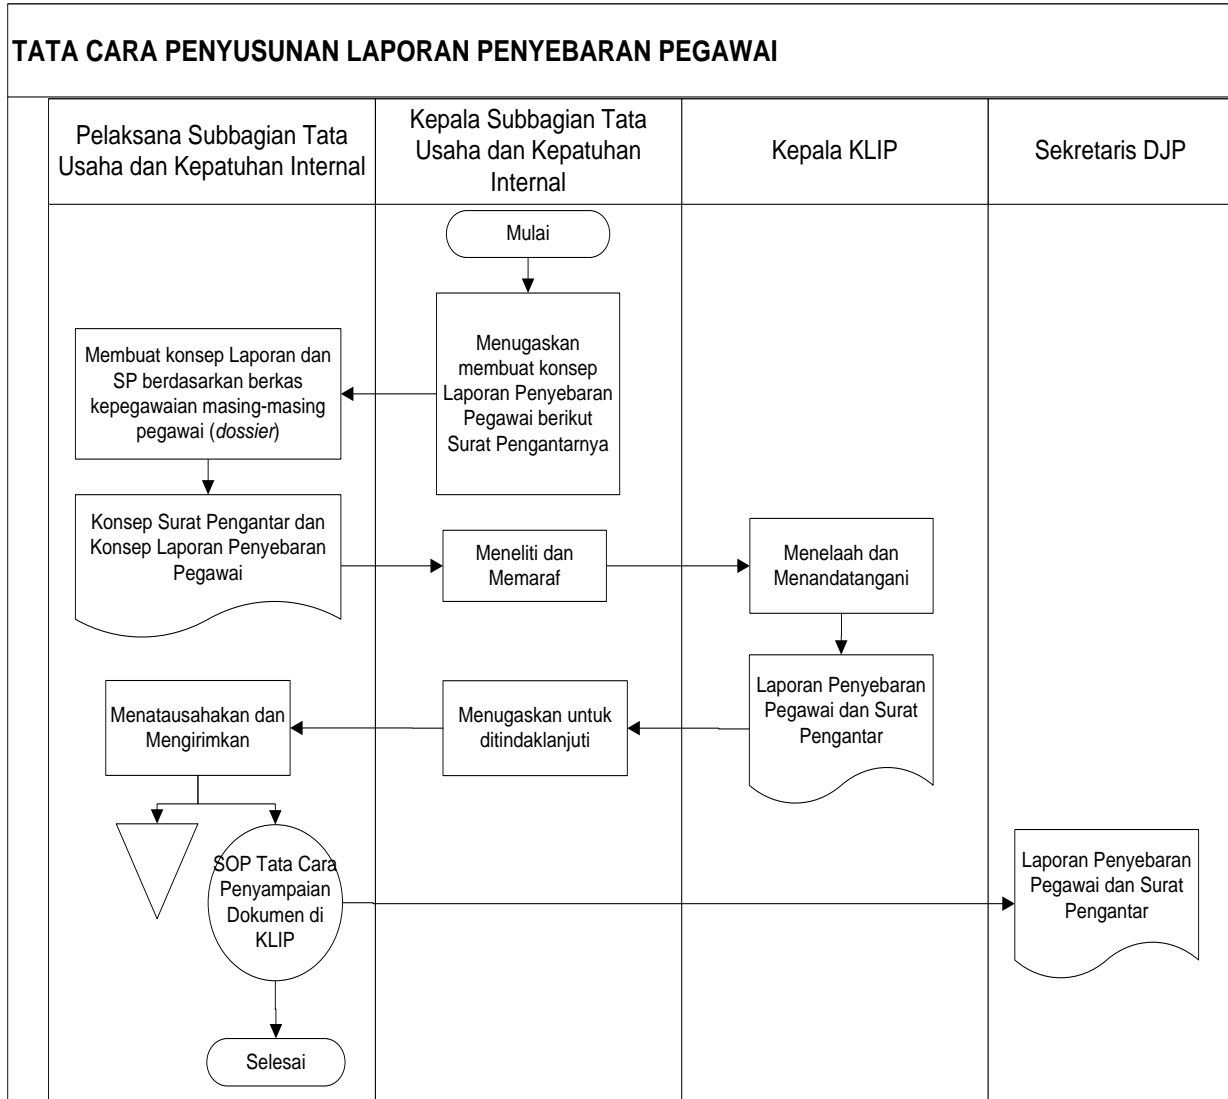 TATA CARA PENYUSUNAN LAPORAN PENYEBARAN PEGAWAI
Pelaksana Subbagian Tata
Usaha dan Kepatuhan Internal
Kepala Subbagian Tata
Usaha dan Kepatuhan
Internal
Kepala KLIP
Sekretaris DJP
Mulai
Menugaskan
membuat konsep
Laporan Penyebaran
Pegawai berikut
Surat Pengantarnya
Membuat konsep Laporan dan
SP berdasarkan berkas
kepegawaian masing-masing
pegawai (dossier)
Konsep Surat Pengantar dan
Konsep Laporan Penyebaran
Pegawai
Meneliti dan
Memaraf
Menelaah dan
Menandatangani
Laporan Penyebaran
Pegawai dan Surat
Pengantar
Menugaskan untuk
ditindaklanjuti
Menatausahakan dan
Mengirimkan
SOP Tata Cara
Penyampaian
Dokumen di
KLIP
Laporan Penyebaran
Pegawai dan Surat
Pengantar
Selesai